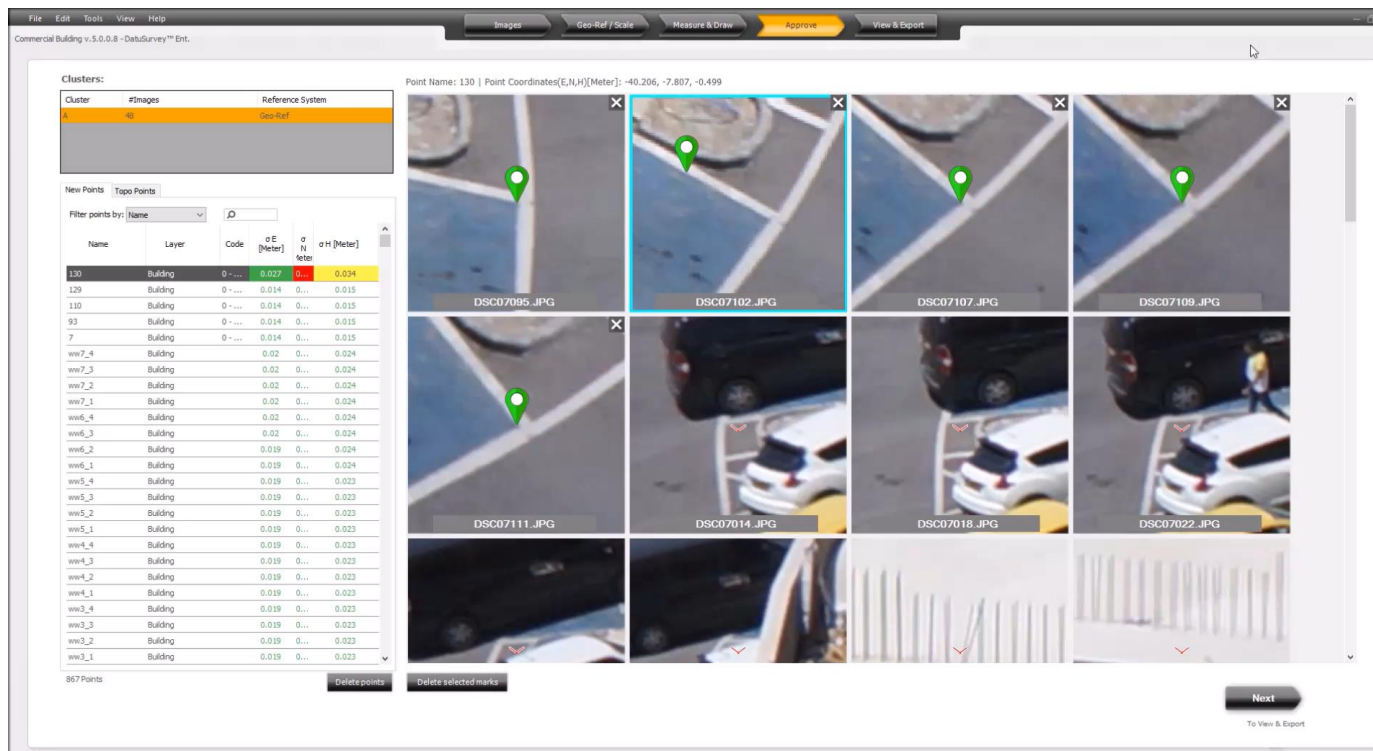 File Edit Tools View Help
Images Geo-Ref / Scale Measure & Draw Approve View & Export
Commercial Building v.5.0.0.8 -DatuSurvey™ Ent.
Clusters:
Point Name: 130 | Point Coordinates(E,N,H)[Meter]: -40.206, -7.807, -0.499
Cluster #Images Reference System
A 48 Geo-Ref
New Points Topo Points
Filter points by: Name
Name Layer Code σ E [Meter] σ N σ H [Meter]
130 Building 0 - ... 0.027 0... 0.034
129 Building 0 - ... 0.014 0... 0.015
110 Building 0 - ... 0.014 0... 0.015
93 Building 0 - ... 0.014 0... 0.015
7 Building 0 - ... 0.014 0... 0.015
ww7_4 Building 0.02 0... 0.024
ww7_3 Building 0.02 0... 0.024
ww7_2 Building 0.02 0... 0.024
ww7_1 Building 0.02 0... 0.024
ww6_4 Building 0.02 0... 0.024
ww6_3 Building 0.02 0... 0.024
ww6_2 Building 0.019 0... 0.024
ww6_1 Building 0.019 0... 0.024
ww5_4 Building 0.019 0... 0.023
ww5_3 Building 0.019 0... 0.023
ww5_2 Building 0.019 0... 0.023
ww5_1 Building 0.019 0... 0.023
ww4_4 Building 0.019 0... 0.023
ww4_3 Building 0.019 0... 0.023
ww4_2 Building 0.019 0... 0.023
ww4_1 Building 0.019 0... 0.023
ww3_4 Building 0.019 0... 0.023
ww3_3 Building 0.019 0... 0.023
ww3_2 Building 0.019 0... 0.023
ww3_1 Building 0.019 0... 0.023
867 Points
Delete points
DSC07095.JPG DSC07102.JPG DSC07107.JPG DSC07109.JPG
DSC07111.JPG DSC07014.JPG DSC07018.JPG DSC07022.JPG
Delete selected marks
Next
To View & Export